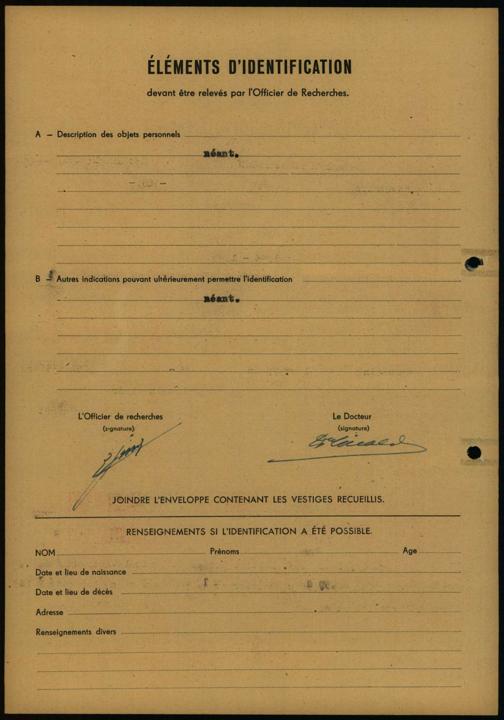 ÉLÉMENTS D'IDENTIFICATION
devant être relevés par l'Officier de Recherches.
A — Description des objets personnels
néant.
B — Autres indications pouvant ultérieurement permettre l'identification
néant.
L'Officier de recherches
(signature)
Le Docteur
(signature)
JOINDRE L'ENVELOPPE CONTENANT LES VESTIGES RECUEILLIS.
RENSEIGNEMENTS SI L'IDENTIFICATION A ÉTÉ POSSIBLE.
NOM Prénoms Age
Date et lieu de naissance
Date et lieu de décès
Adresse
Renseignements divers